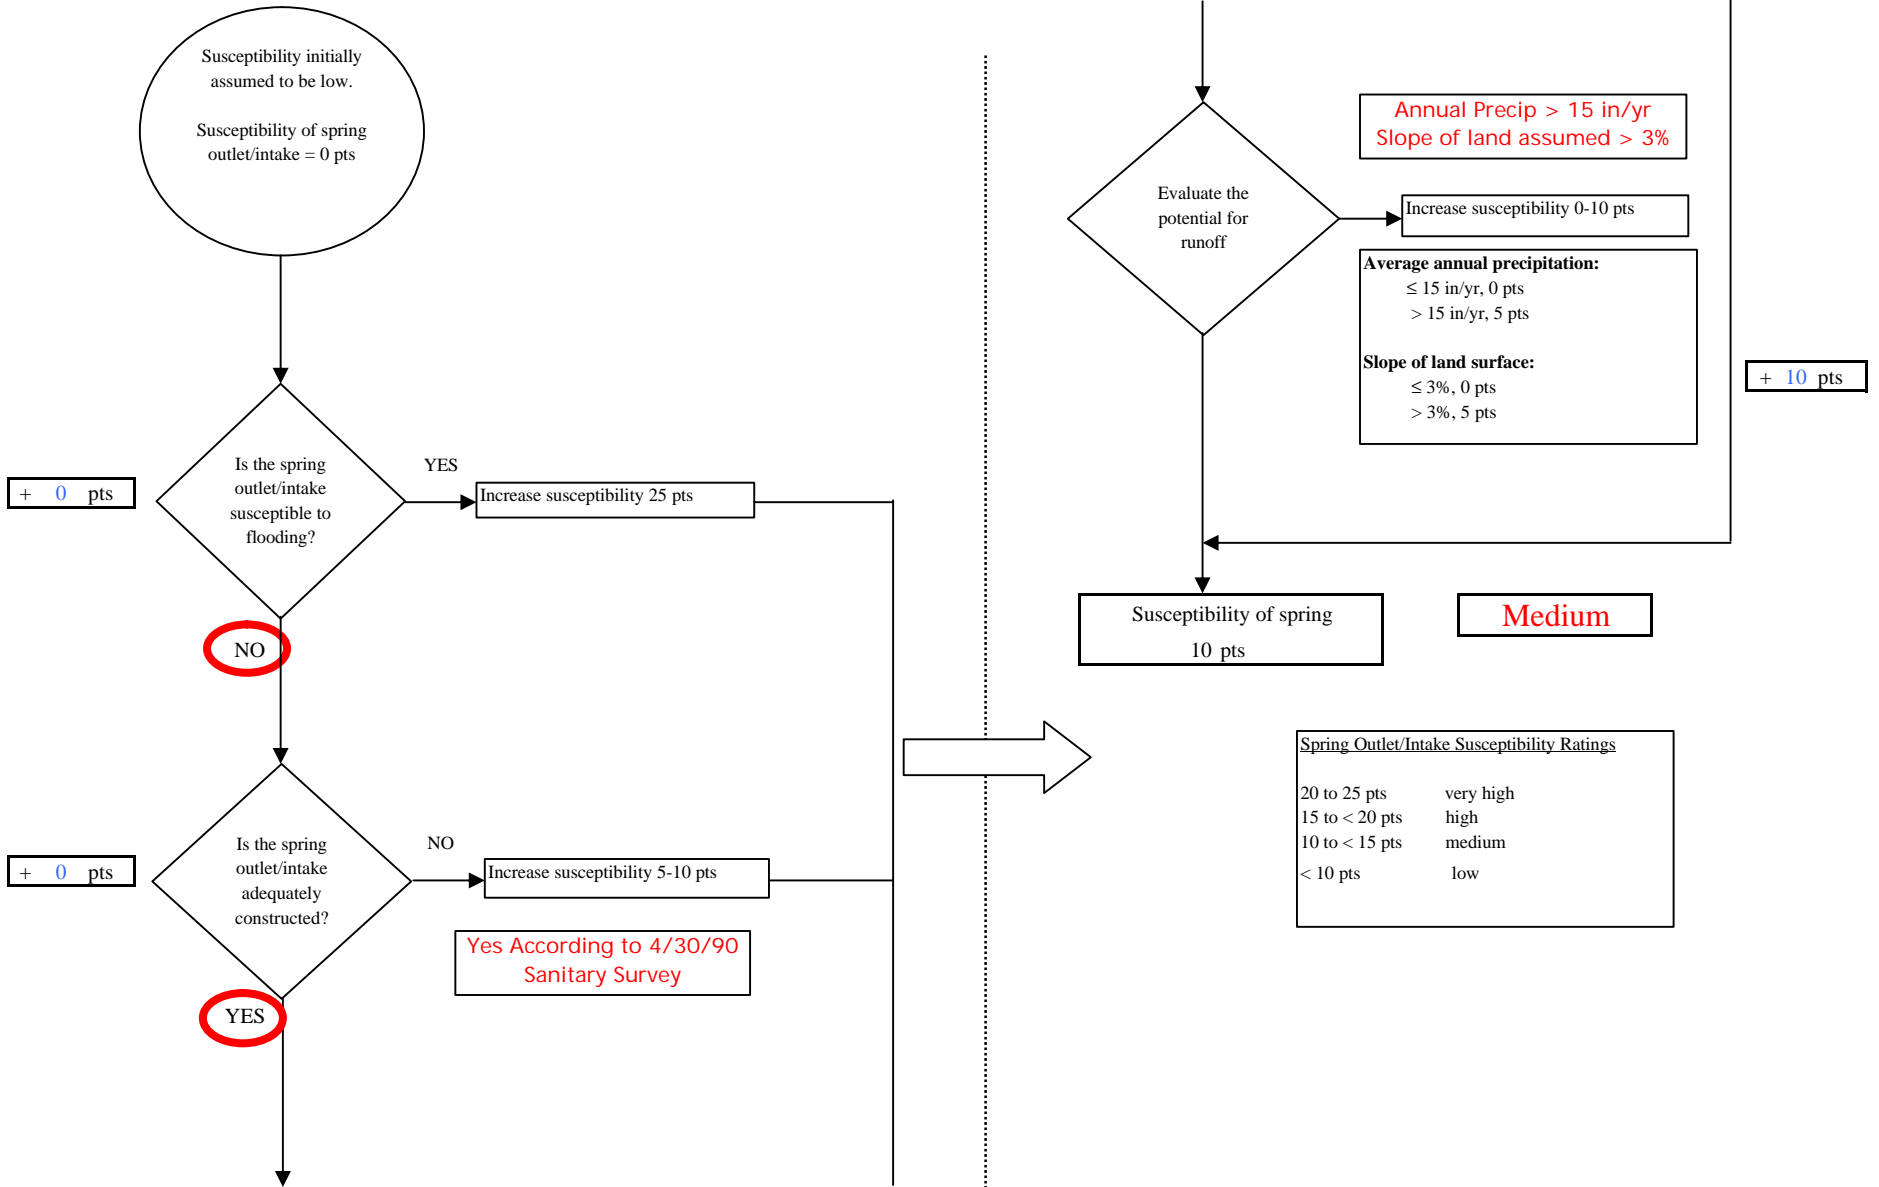 Susceptibility initially
assumed to be low.
Susceptibility of spring
outlet/intake = 0 pts
Is the spring
outlet/intake
susceptible to
flooding?
YES
Increase susceptibility 25 pts
+ 0 pts
NO
Is the spring
outlet/intake
adequately
constructed?
NO
Increase susceptibility 5-10 pts
+ 0 pts
Yes According to 4/30/90
Sanitary Survey
YES
Annual Precip > 15 in/yr
Slope of land assumed > 3%
Evaluate the
potential for
runoff
Increase susceptibility 0-10 pts
Average annual precipitation:
≤ 15 in/yr, 0 pts
> 15 in/yr, 5 pts
Slope of land surface:
≤ 3%, 0 pts
> 3%, 5 pts
+ 10 pts
Susceptibility of spring
10 pts
Medium
Spring Outlet/Intake Susceptibility Ratings
20 to 25 pts very high
15 to < 20 pts high
10 to < 15 pts medium
< 10 pts low